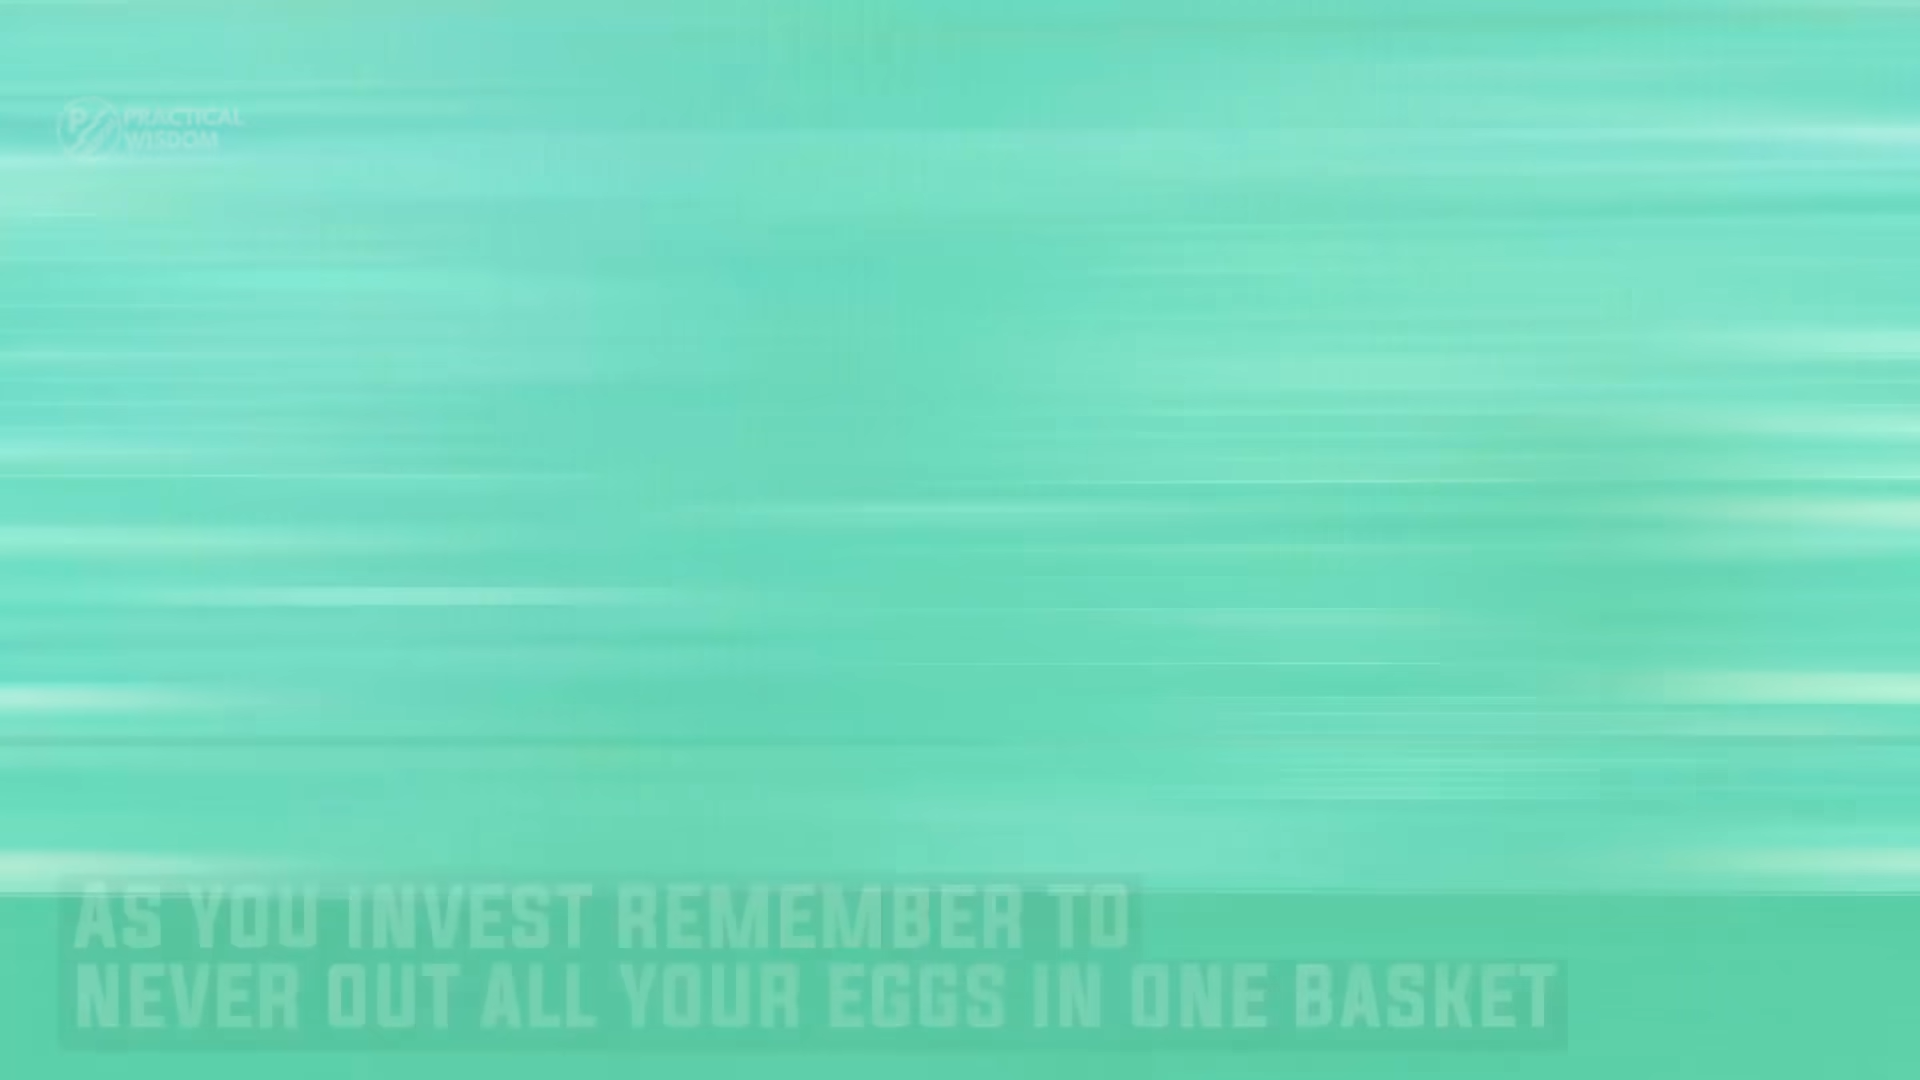 PRACTICAL
WISDOM
AS YOU INVEST REMEMBER TO
NEVER OUT ALL YOUR EGGS IN ONE BASKET